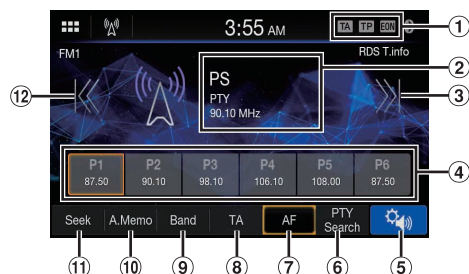 3:55 AM TA TP EON
①
FM1 RDS T.info
②
PS
PTY
90.10 MHz
⑫
③
P1 P2 P3 P4 P5 P6
87.50 90.10 98.10 106.10 108.00 87.50
④
Seek A.Memo Band TA AF PTY Search
⑪ ⑩ ⑨ ⑧ ⑦ ⑥ ⑤